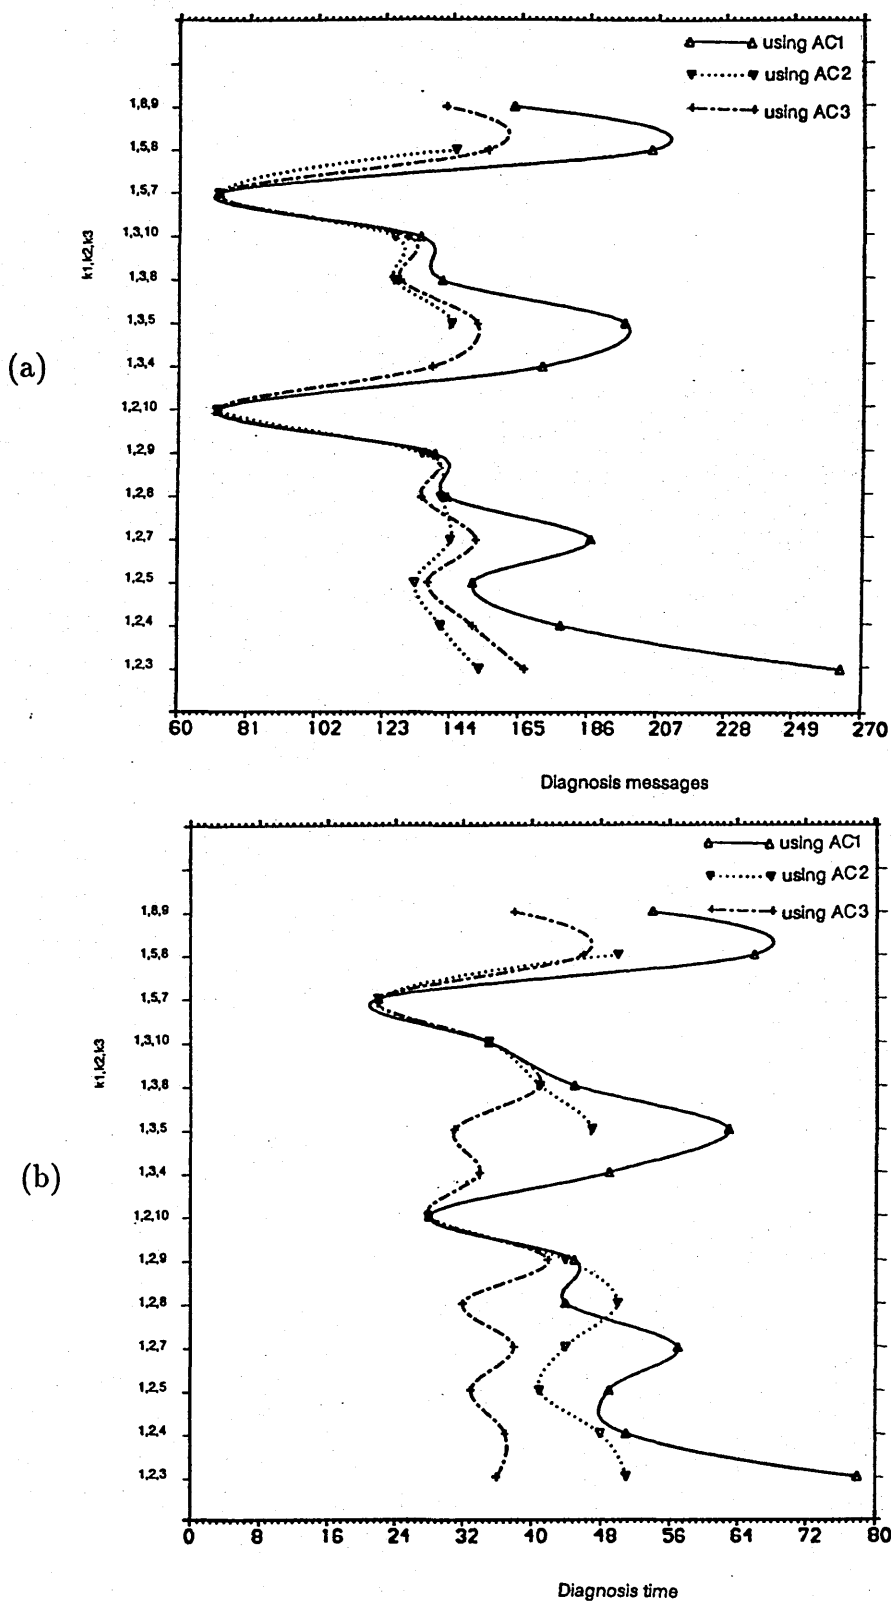 using AC1
using AC2
using AC3
1,8,9
1,5,8
1,5,7
1,3,10
1,3,8
1,3,5
1,3,4
1,2,10
1,2,9
1,2,8
1,2,7
1,2,5
1,2,4
1,2,3
k1,k2,k3
(a)
60 81 102 123 144 165 186 207 228 249 270
Diagnosis messages
using AC1
using AC2
using AC3
1,8,9
1,5,8
1,5,7
1,3,10
1,3,8
1,3,5
1,3,4
1,2,10
1,2,9
1,2,8
1,2,7
1,2,5
1,2,4
1,2,3
k1,k2,k3
(b)
0 8 16 24 32 40 48 56 64 72 80
Diagnosis time